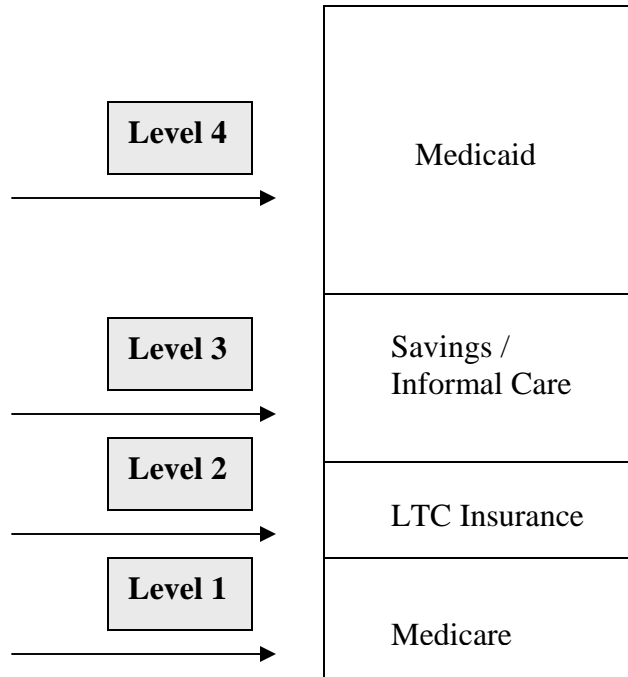 Level 4
Medicaid
Level 3
Savings /
Informal Care
Level 2
LTC Insurance
Level 1
Medicare